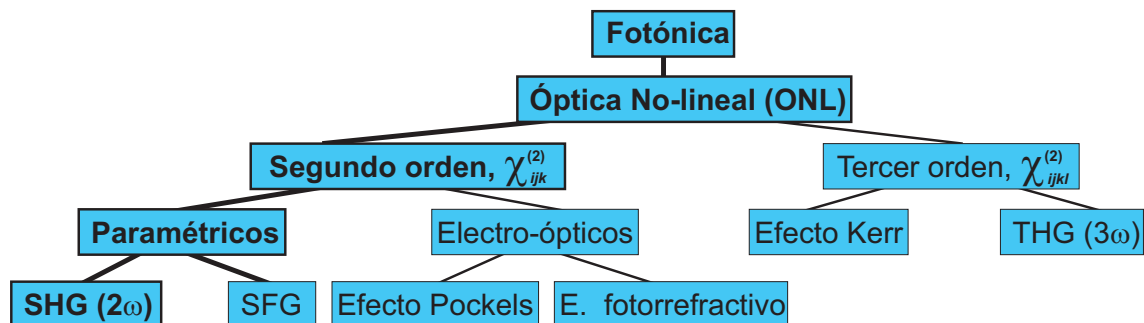 Fotónica
Óptica No-lineal (ONL)
Segundo orden, χ(2)ijk
Tercer orden, χ(2)ijkl
Paramétricos
Electro-ópticos
Efecto Kerr
THG (3ω)
SHG (2ω)
SFG
Efecto Pockels
E. fotorrefractivo